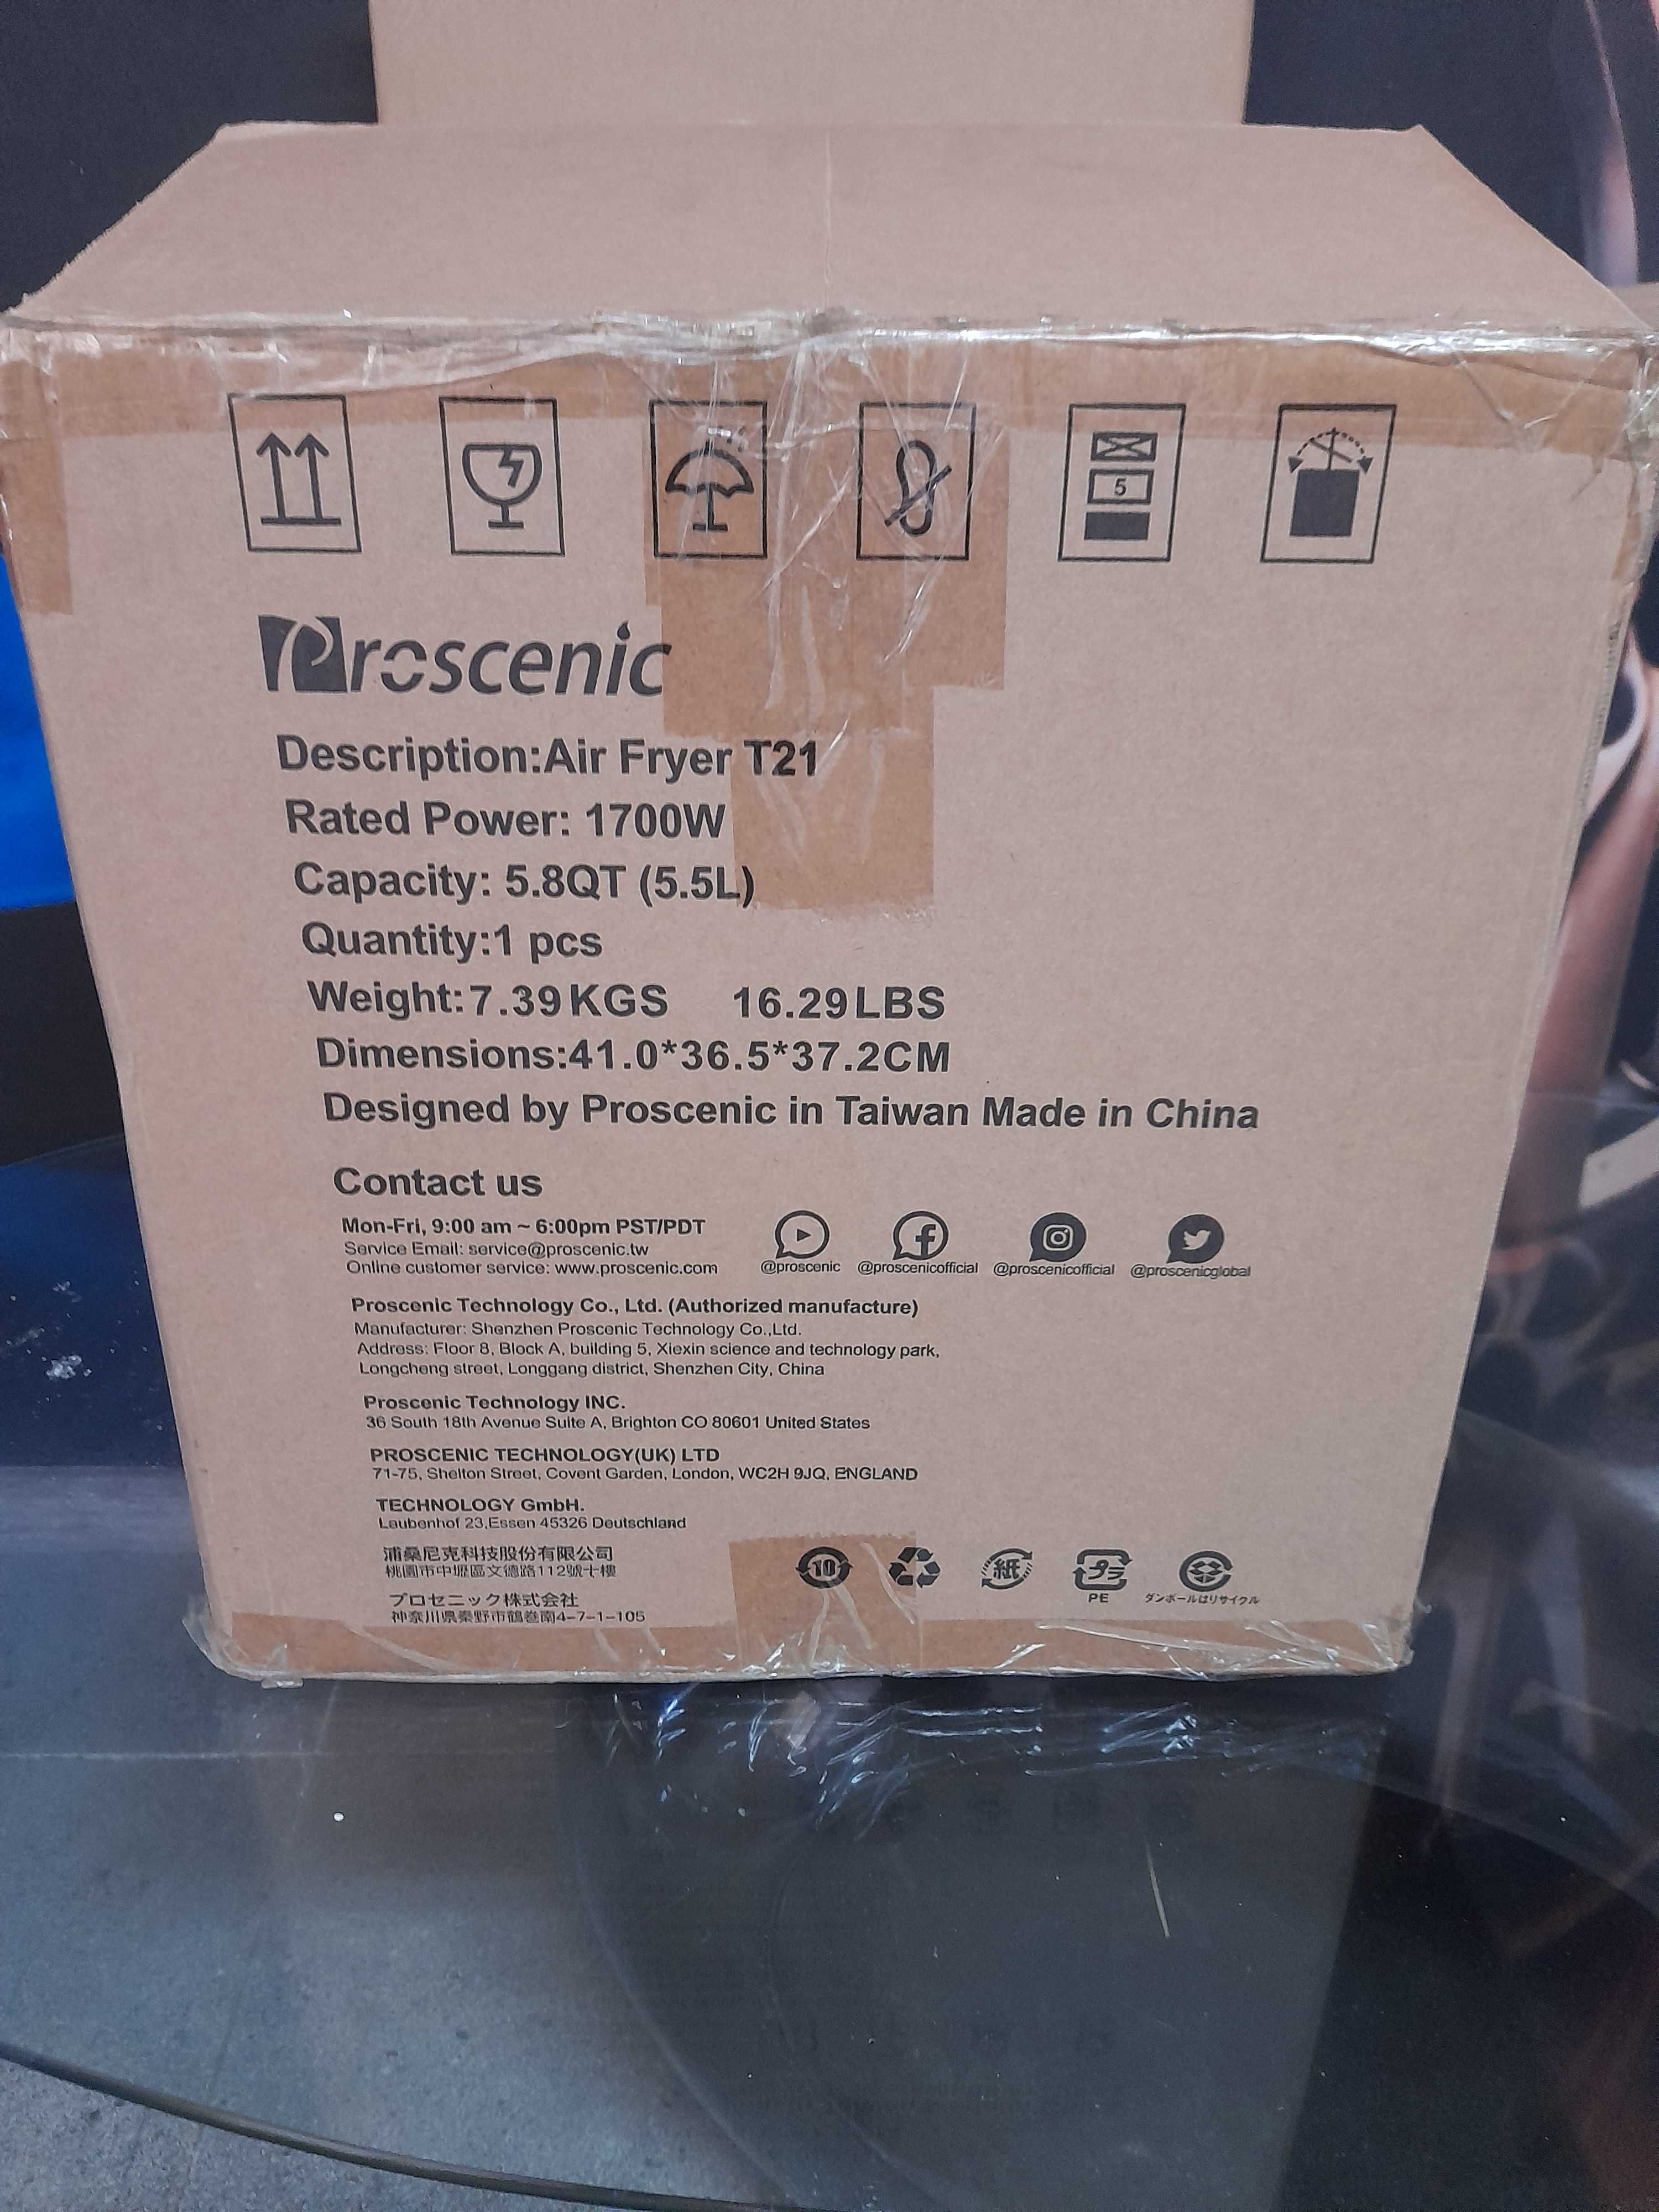 5
Proscenic
Description:Air Fryer T21
Rated Power: 1700W
Capacity: 5.8QT (5.5L)
Quantity:1 pcs
Weight:7.39KGS 16.29LBS
Dimensions:41.0*36.5*37.2CM
Designed by Proscenic in Taiwan Made in China
Contact us
Mon-Fri, 9:00 am ~ 6:00pm PST/PDT
Service Email: service@proscenic.tw
Online customer service: www.proscenic.com
@proscenic @proscenicofficial @proscenicofficial @proscenicglobal
Proscenic Technology Co., Ltd. (Authorized manufacture)
Manufacturer: Shenzhen Proscenic Technology Co.,Ltd.
Address: Floor 8, Block A, building 5, Xiexin science and technology park,
Longcheng street, Longgang district, Shenzhen City, China
Proscenic Technology INC.
36 South 18th Avenue Suite A, Brighton CO 80601 United States
PROSCENIC TECHNOLOGY(UK) LTD
71-75, Shelton Street, Covent Garden, London, WC2H 9JQ, ENGLAND
TECHNOLOGY GmbH.
Laubenhof 23,Essen 45326 Deutschland
浦桑尼克科技股份有限公司
桃園市中壢區文德路112號十樓
プロセニック株式会社
神奈川県秦野市鶴巻南4-7-1-105
10 紙 プラ
PE ダンボールはリサイクル